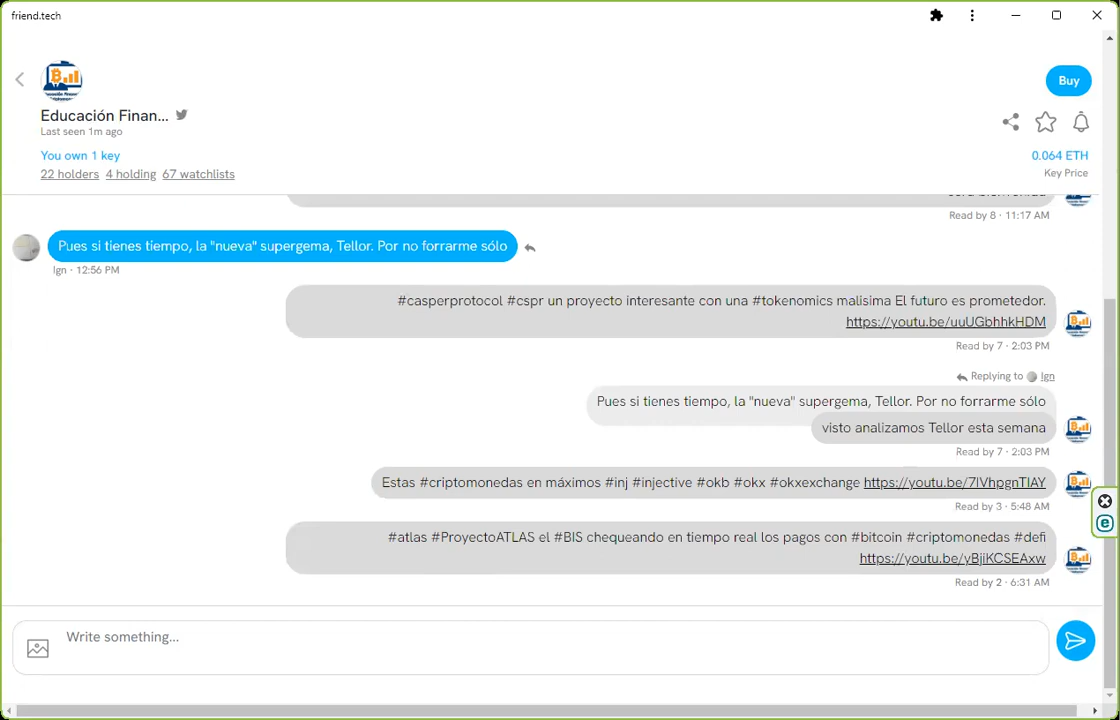 friend.tech
Buy
Educación Finan...
Last seen 1m ago
You own 1 key
0.064 ETH
22 holders 4 holding 67 watchlists
Key Price
Read by 8 · 11:17 AM
Pues si tienes tiempo, la "nueva" supergema, Tellor. Por no forrarme sólo
Ign · 12:56 PM
#casperprotocol #cspr un proyecto interesante con una #tokenomics malisima El futuro es prometedor.
https://youtu.be/uuUGbhhkHDM
Read by 7 · 2:03 PM
Replying to Ign
Pues si tienes tiempo, la "nueva" supergema, Tellor. Por no forrarme sólo
visto analizamos Tellor esta semana
Read by 7 · 2:03 PM
Estas #criptomonedas en máximos #inj #injective #okb #okx #okxexchange https://youtu.be/7lVhpgnTlAY
Read by 3 · 5:48 AM
#atlas #ProyectoATLAS el #BIS chequeando en tiempo real los pagos con #bitcoin #criptomonedas #defi
https://youtu.be/yBjiKCSEAxw
Read by 2 · 6:31 AM
Write something...